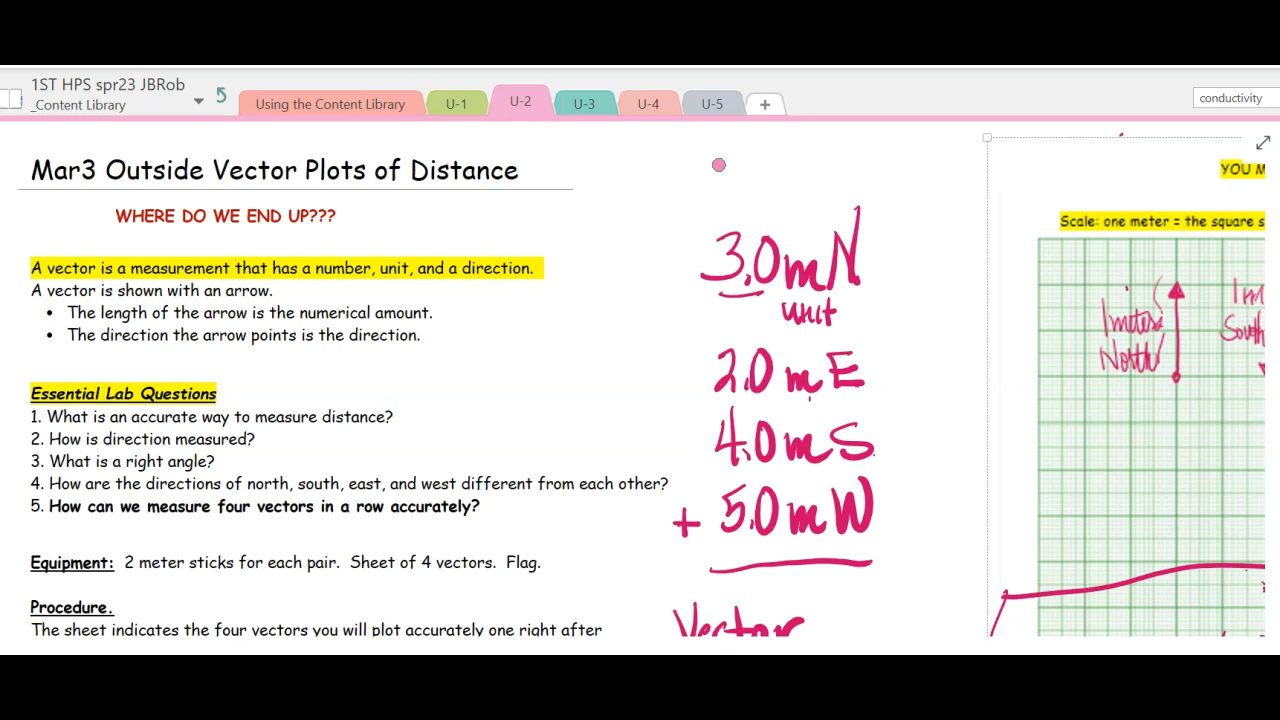 1ST HPS spr23 JBRob
_Content Library
Using the Content Library
U-1
U-2
U-3
U-4
U-5
+
conductivity
Mar3 Outside Vector Plots of Distance
WHERE DO WE END UP???
A vector is a measurement that has a number, unit, and a direction.
A vector is shown with an arrow.
• The length of the arrow is the numerical amount.
• The direction the arrow points is the direction.
Essential Lab Questions
1. What is an accurate way to measure distance?
2. How is direction measured?
3. What is a right angle?
4. How are the directions of north, south, east, and west different from each other?
5. How can we measure four vectors in a row accurately?
Equipment: 2 meter sticks for each pair. Sheet of 4 vectors. Flag.
Procedure.
The sheet indicates the four vectors you will plot accurately one right after
3.0 m N
unit
2.0 m E
4.0 m S
+ 5.0 m W
Vector
YOU M
Scale: one meter = the square s
1 meter
North
1 m
South